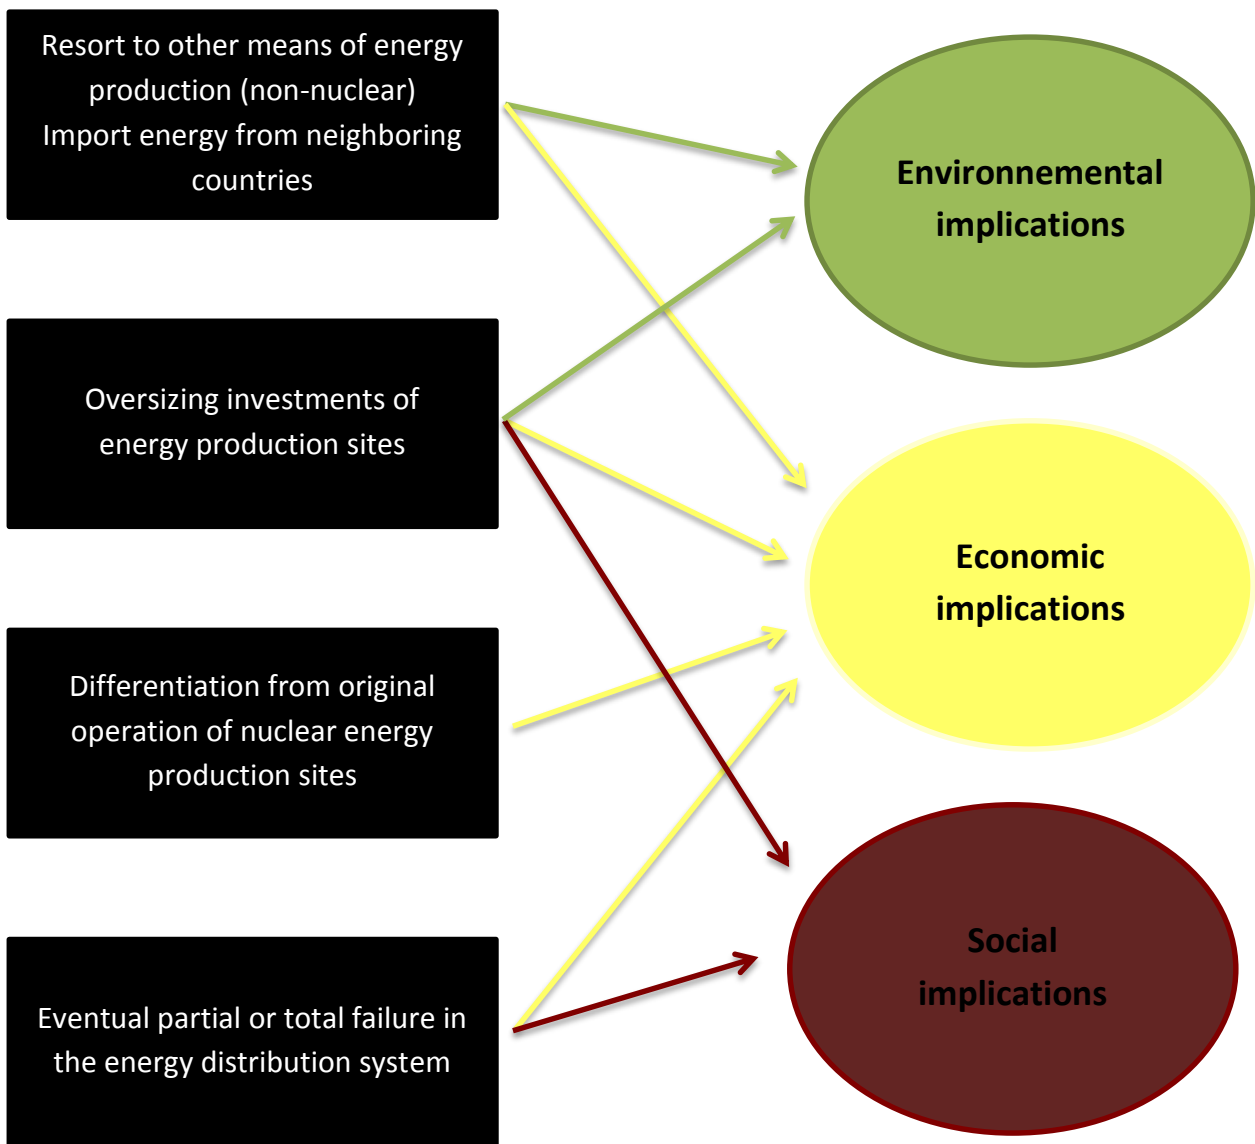 Resort to other means of energy
production (non-nuclear)
Import energy from neighboring
countries
Environnemental
implications
Oversizing investments of
energy production sites
Economic
implications
Differentiation from original
operation of nuclear energy
production sites
Social
implications
Eventual partial or total failure in
the energy distribution system